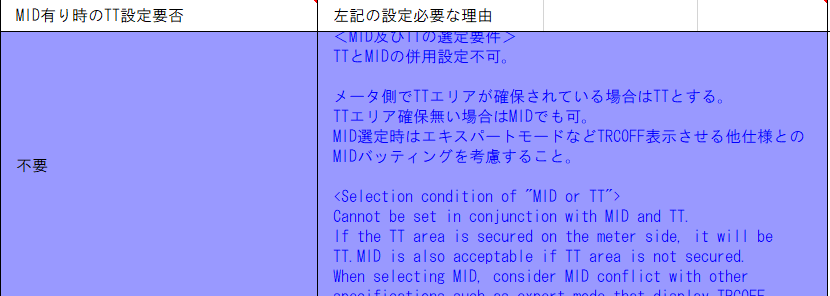 MID有り時のTT設定要否
左記の設定必要な理由
不要
＜MID及びTTの選定要件＞
TTとMIDの併用設定不可。
メータ側でTTエリアが確保されている場合はTTとする。
TTエリア確保無い場合はMIDでも可。
MID選定時はエキスパートモードなどTRCOFF表示させる他仕様との
MIDバッティングを考慮すること。
<Selection condition of "MID or TT">
Cannot be set in conjunction with MID and TT.
If the TT area is secured on the meter side, it will be
TT.MID is also acceptable if TT area is not secured.
When selecting MID, consider MID conflict with other
specifications such as expert mode that display TRCOFF